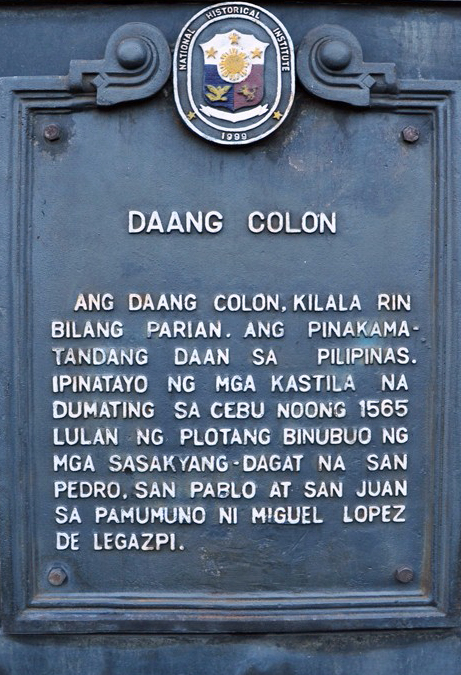 NATIONAL HISTORICAL INSTITUTE
1999
DAANG COLON
ANG DAANG COLON, KILALA RIN
BILANG PARIAN. ANG PINAKAMA-
TANDANG DAAN SA PILIPINAS.
IPINATAYO NG MGA KASTILA NA
DUMATING SA CEBU NOONG 1565
LULAN NG PLOTANG BINUBUO NG
MGA SASAKYANG-DAGAT NA SAN
PEDRO, SAN PABLO AT SAN JUAN
SA PAMUMUNO NI MIGUEL LOPEZ
DE LEGAZPI.